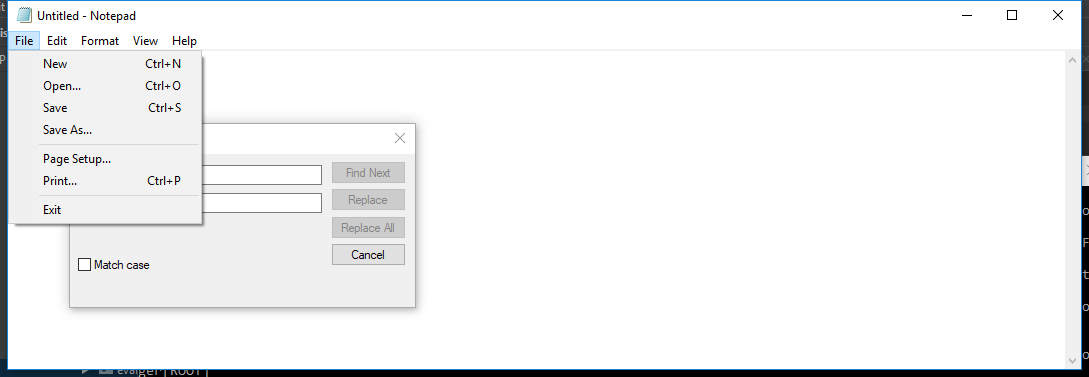 Untitled - Notepad
File Edit Format View Help
New Ctrl+N
Open... Ctrl+O
Save Ctrl+S
Save As...
Page Setup...
Print... Ctrl+P
Exit
Find Next
Replace
Replace All
Cancel
Match case